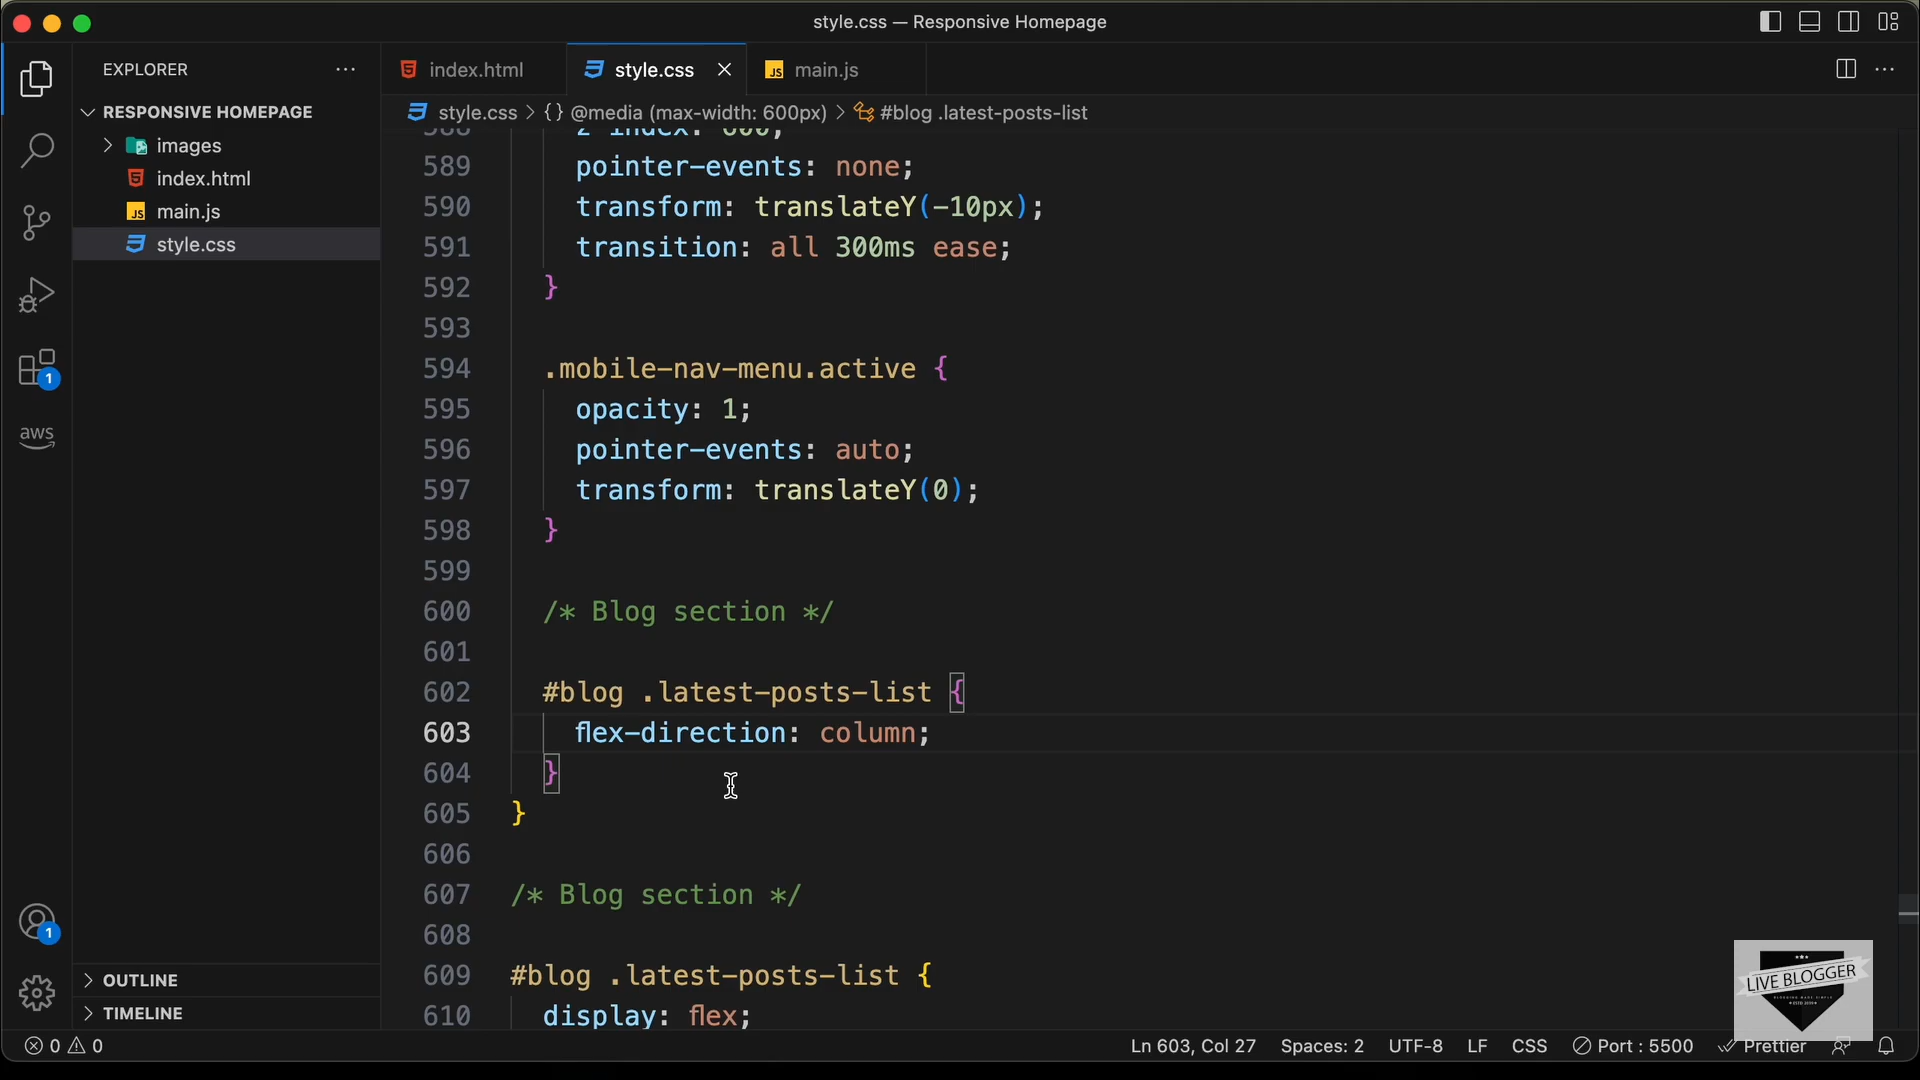 style.css — Responsive Homepage
EXPLORER
RESPONSIVE HOMEPAGE
images
index.html
main.js
style.css
OUTLINE
TIMELINE
aws
1
1
index.html
style.css
main.js
style.css > {} @media (max-width: 600px) > #blog .latest-posts-list
588 z-index: 600;
589 pointer-events: none;
590 transform: translateY(-10px);
591 transition: all 300ms ease;
592 }
593
594 .mobile-nav-menu.active {
595 opacity: 1;
596 pointer-events: auto;
597 transform: translateY(0);
598 }
599
600 /* Blog section */
601
602 #blog .latest-posts-list {
603 flex-direction: column;
604 }
605 }
606
607 /* Blog section */
608
609 #blog .latest-posts-list {
610 display: flex;
LIVE BLOGGER
0 0
Ln 603, Col 27 Spaces: 2 UTF-8 LF CSS Port : 5500 Prettier